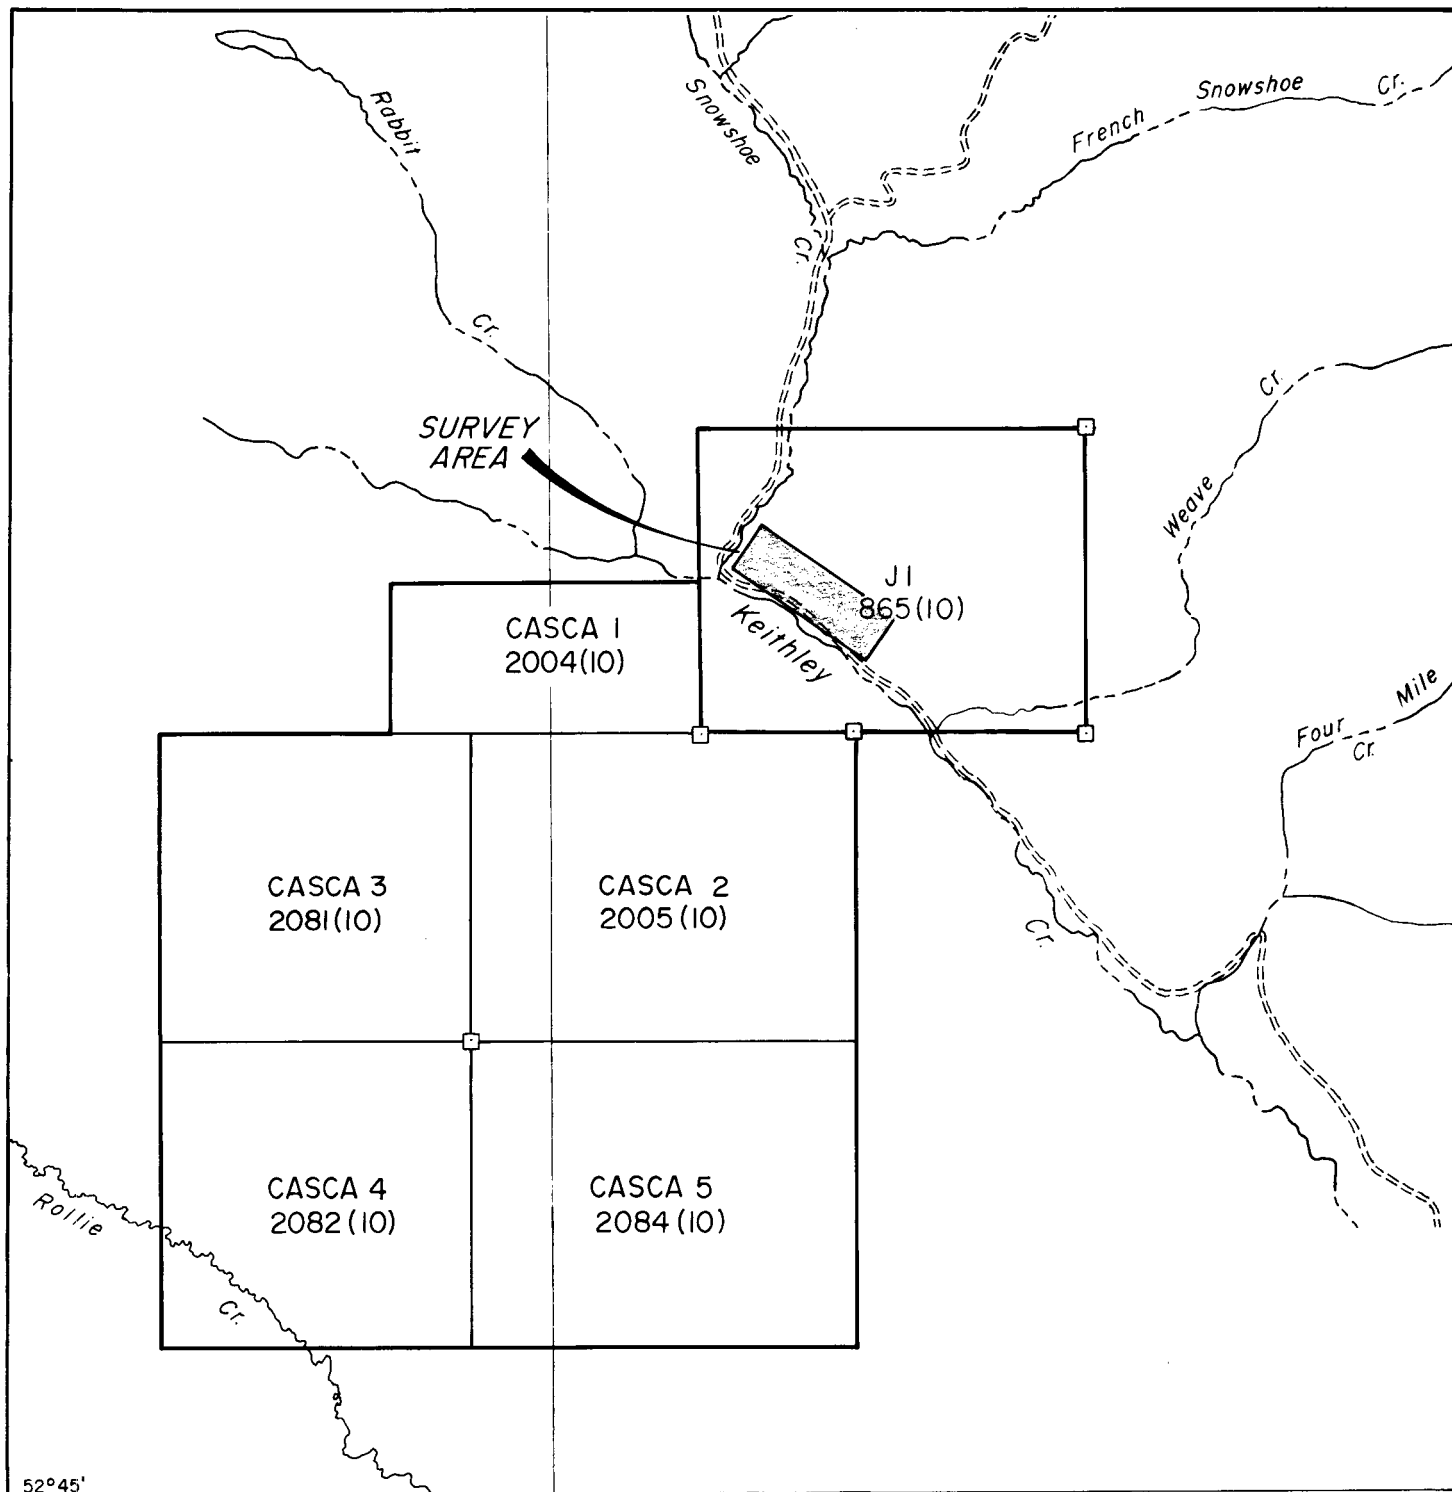 Rabbit
Cr.
Snowshoe
Cr.
French Snowshoe Cr.
SURVEY
AREA
J 1
865(10)
Weave Cr.
Keithley
Cr.
CASCA 1
2004(10)
Four Mile
Cr.
CASCA 3
2081(10)
CASCA 2
2005(10)
CASCA 4
2082(10)
CASCA 5
2084(10)
Rollie
Cr.
52°45'